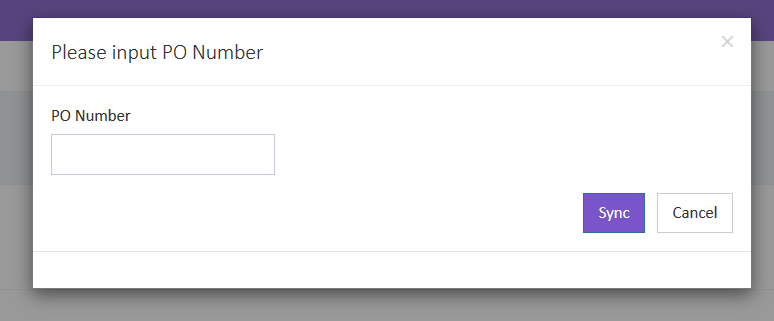 Please input PO Number
×
PO Number
Sync
Cancel